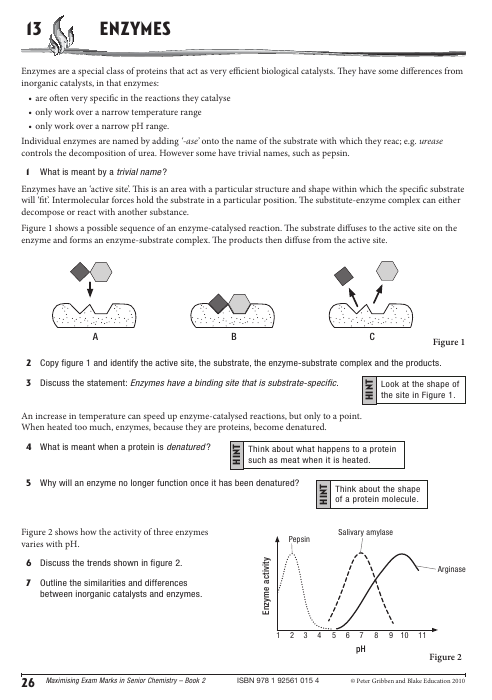 13 ENZYMES
Enzymes are a special class of proteins that act as very efficient biological catalysts. They have some differences from
inorganic catalysts, in that enzymes:
• are often very specific in the reactions they catalyse
• only work over a narrow temperature range
• only work over a narrow pH range.
Individual enzymes are named by adding '-ase' onto the name of the substrate with which they reac; e.g. urease
controls the decomposition of urea. However some have trivial names, such as pepsin.
1 What is meant by a trivial name?
Enzymes have an 'active site'. This is an area with a particular structure and shape within which the specific substrate
will 'fit'. Intermolecular forces hold the substrate in a particular position. The substitute-enzyme complex can either
decompose or react with another substance.
Figure 1 shows a possible sequence of an enzyme-catalysed reaction. The substrate diffuses to the active site on the
enzyme and forms an enzyme-substrate complex. The products then diffuse from the active site.
A B C
Figure 1
2 Copy figure 1 and identify the active site, the substrate, the enzyme-substrate complex and the products.
3 Discuss the statement: Enzymes have a binding site that is substrate-specific.
HINT
Look at the shape of
the site in Figure 1.
An increase in temperature can speed up enzyme-catalysed reactions, but only to a point.
When heated too much, enzymes, because they are proteins, become denatured.
4 What is meant when a protein is denatured?
HINT
Think about what happens to a protein
such as meat when it is heated.
5 Why will an enzyme no longer function once it has been denatured?
HINT
Think about the shape
of a protein molecule.
Figure 2 shows how the activity of three enzymes
varies with pH.
6 Discuss the trends shown in figure 2.
7 Outline the similarities and differences
between inorganic catalysts and enzymes.
Pepsin
Salivary amylase
Arginase
Enzyme activity
1 2 3 4 5 6 7 8 9 10 11
pH
Figure 2
26 Maximising Exam Marks in Senior Chemistry – Book 2 ISBN 978 1 92561 015 4 © Peter Gribben and Blake Education 2010